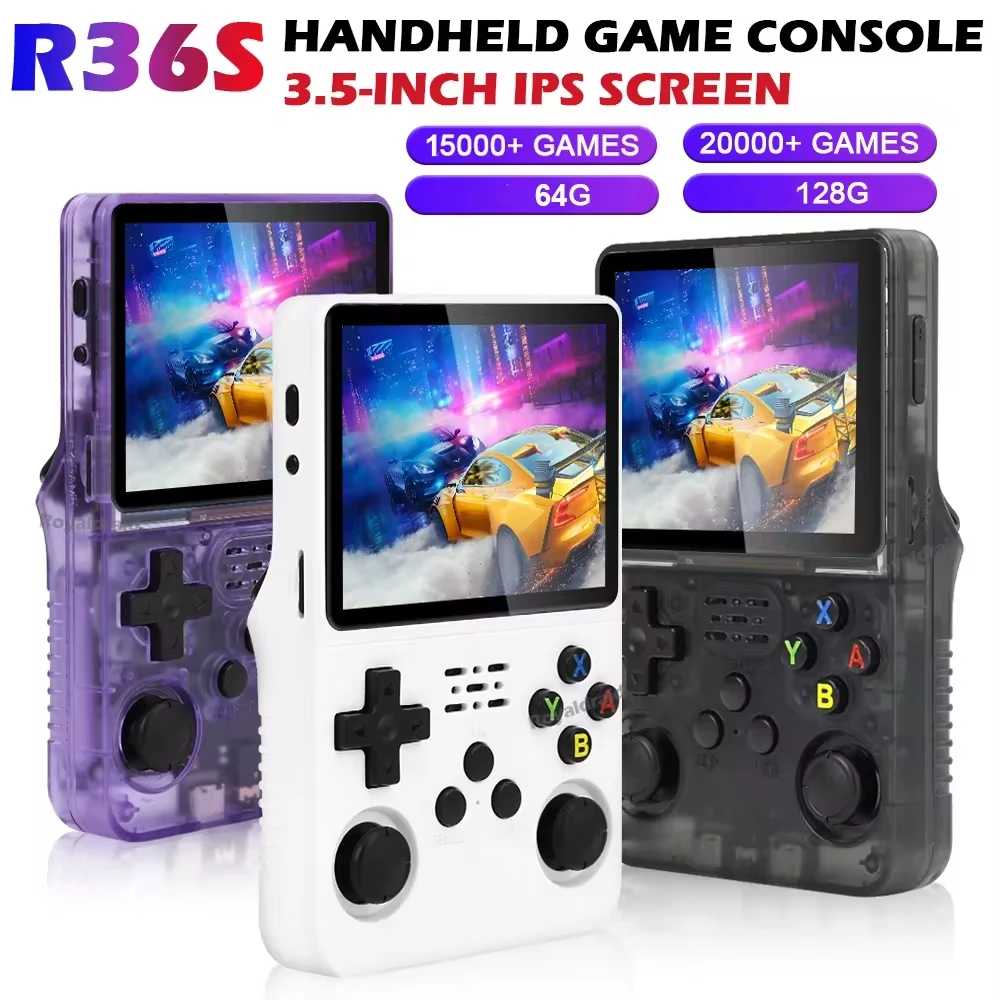 R36S
HANDHELD GAME CONSOLE
3.5-INCH IPS SCREEN
15000+ GAMES
20000+ GAMES
64G
128G
X
Y
A
B
X
Y
A
B